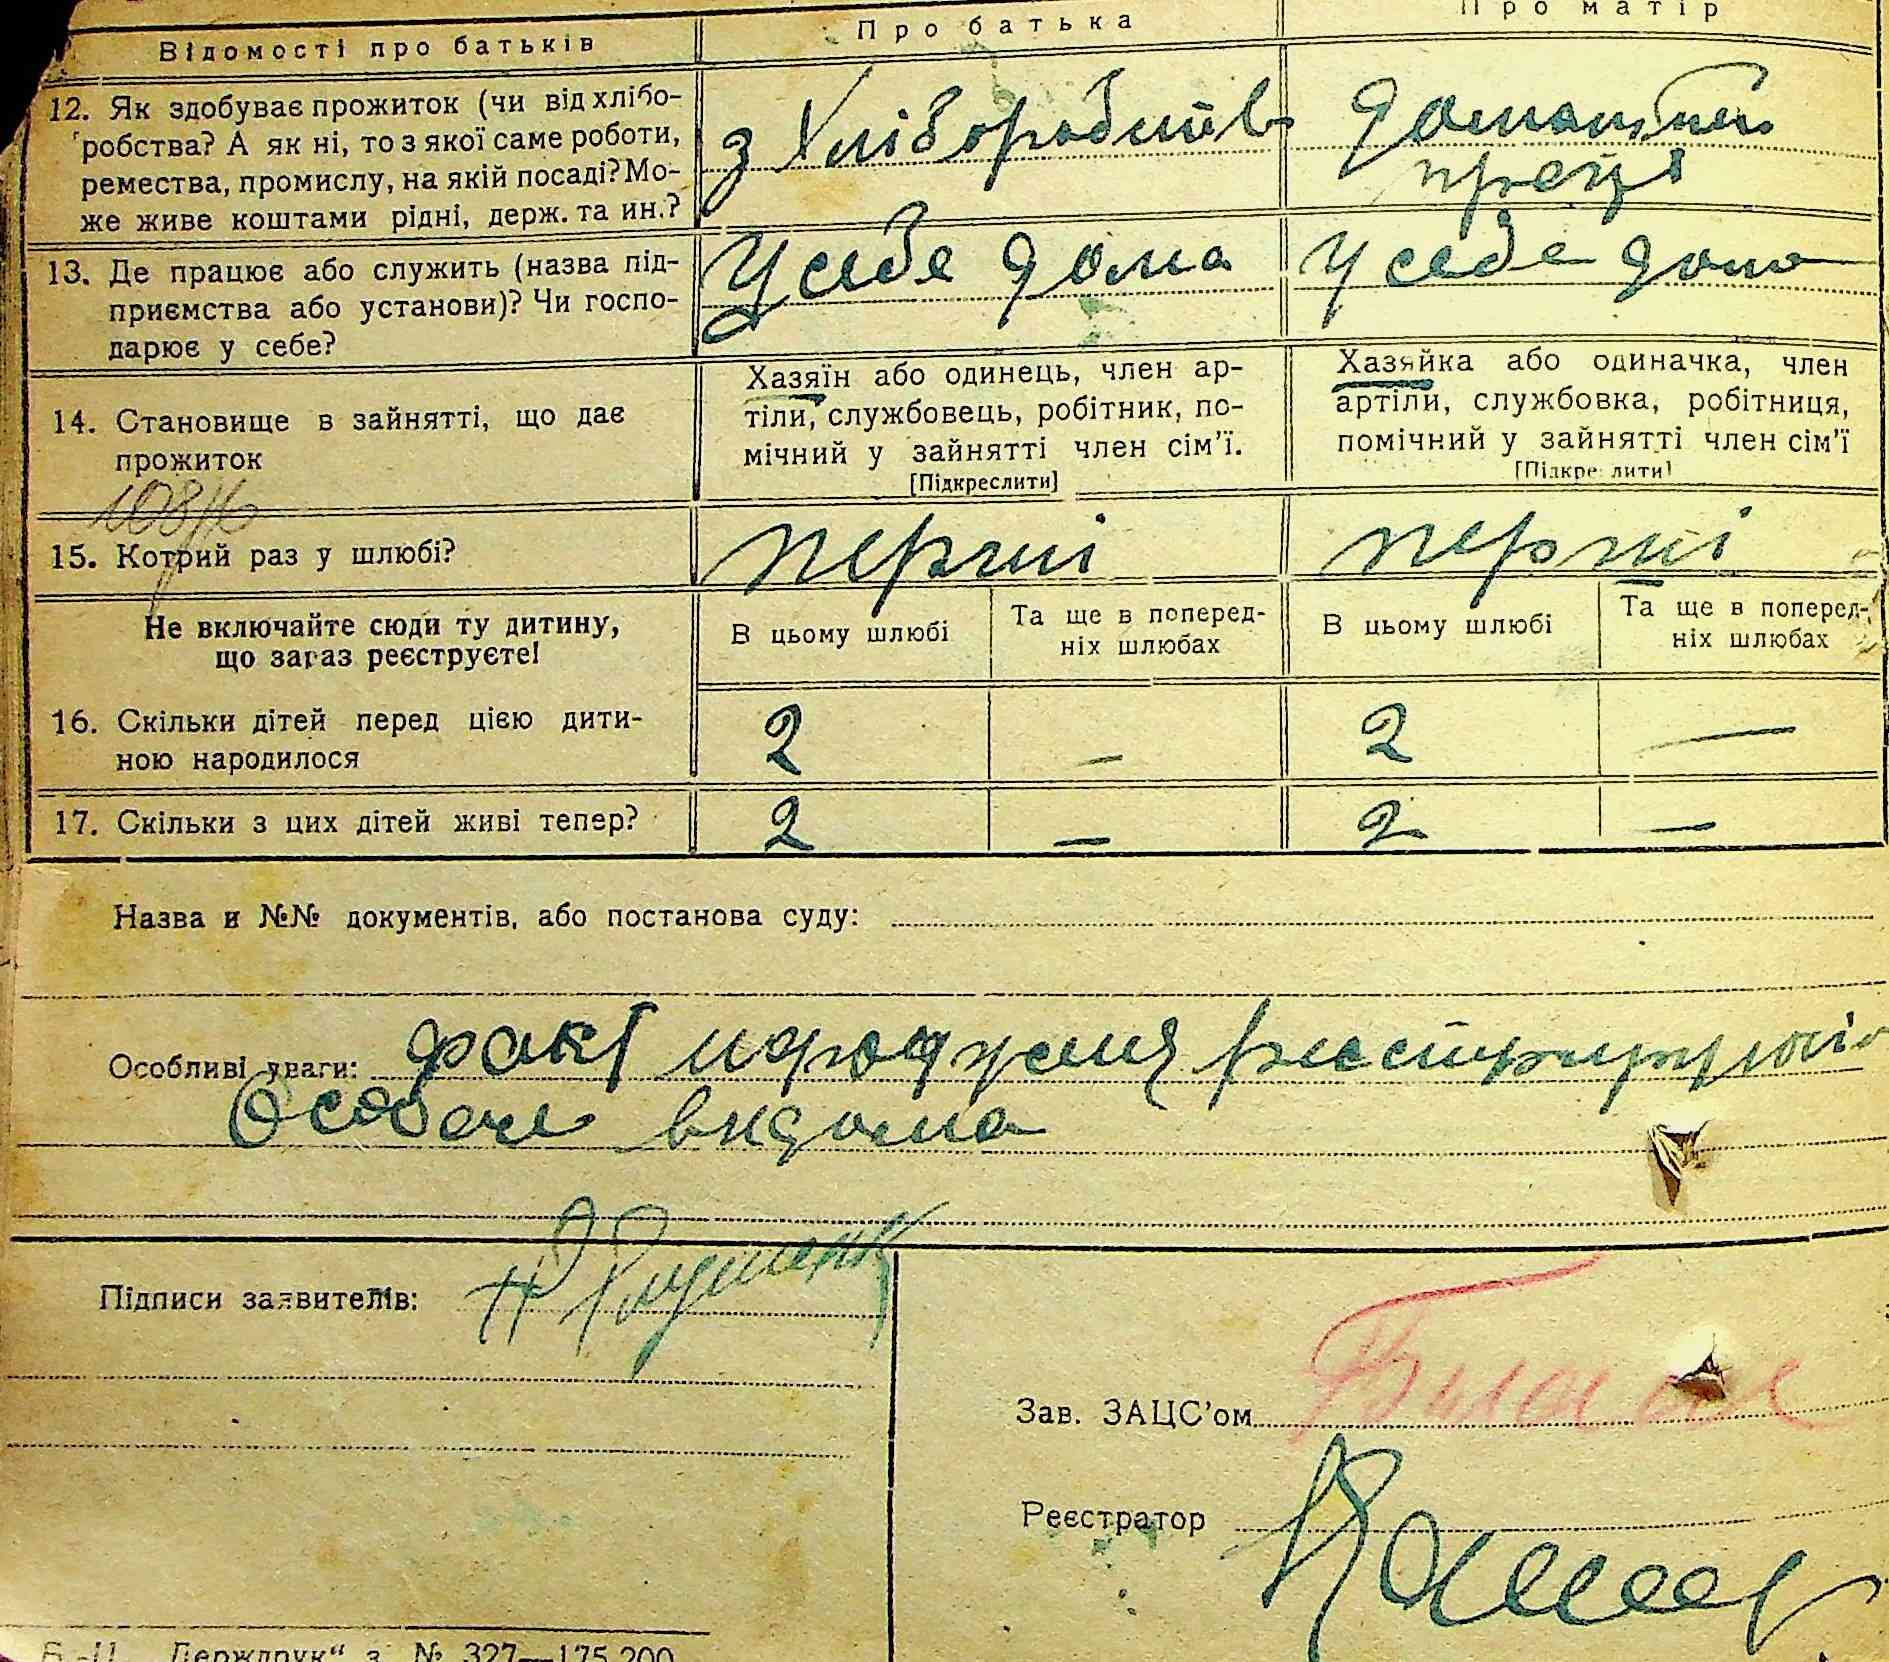 Відомості про батьків
Про батька
Про матір
12. Як здобуває прожиток (чи від хлібо-
робства? А як ні, то з якої саме роботи,
ремества, промислу, на якій посаді? Мо-
же живе коштами рідні, держ. та ин.?
з хліборобства
домашньої
праці
13. Де працює або служить (назва під-
приємства або установи)? Чи госпо-
дарює у себе?
У себе дома
У себе дома
14. Становище в зайнятті, що дає
прожиток
Хазяїн або одинець, член ар-
тіли, службовець, робітник, по-
мічний у зайнятті член сім'ї.
[Підкреслити]
Хазяйка або одиначка, член
артіли, службовка, робітниця,
помічний у зайнятті член сім'ї
[Підкреслити]
15. Котрий раз у шлюбі?
перший
перший
Не включайте сюди ту дитину,
що зараз реєструєте!
В цьому шлюбі
Та ще в поперед-
ніх шлюбах
В цьому шлюбі
Та ще в поперед-
ніх шлюбах
16. Скільки дітей перед цією дити-
ною народилося
2 — 2 —
17. Скільки з цих дітей живі тепер?
2 — 2 —
Назва и №№ документів, або постанова суду:
Особливі уваги: факт народження
видома
Підписи заявителів:
Зав. ЗАЦС'ом
Реєстратор
"Держдрук" з. № 327—175.200